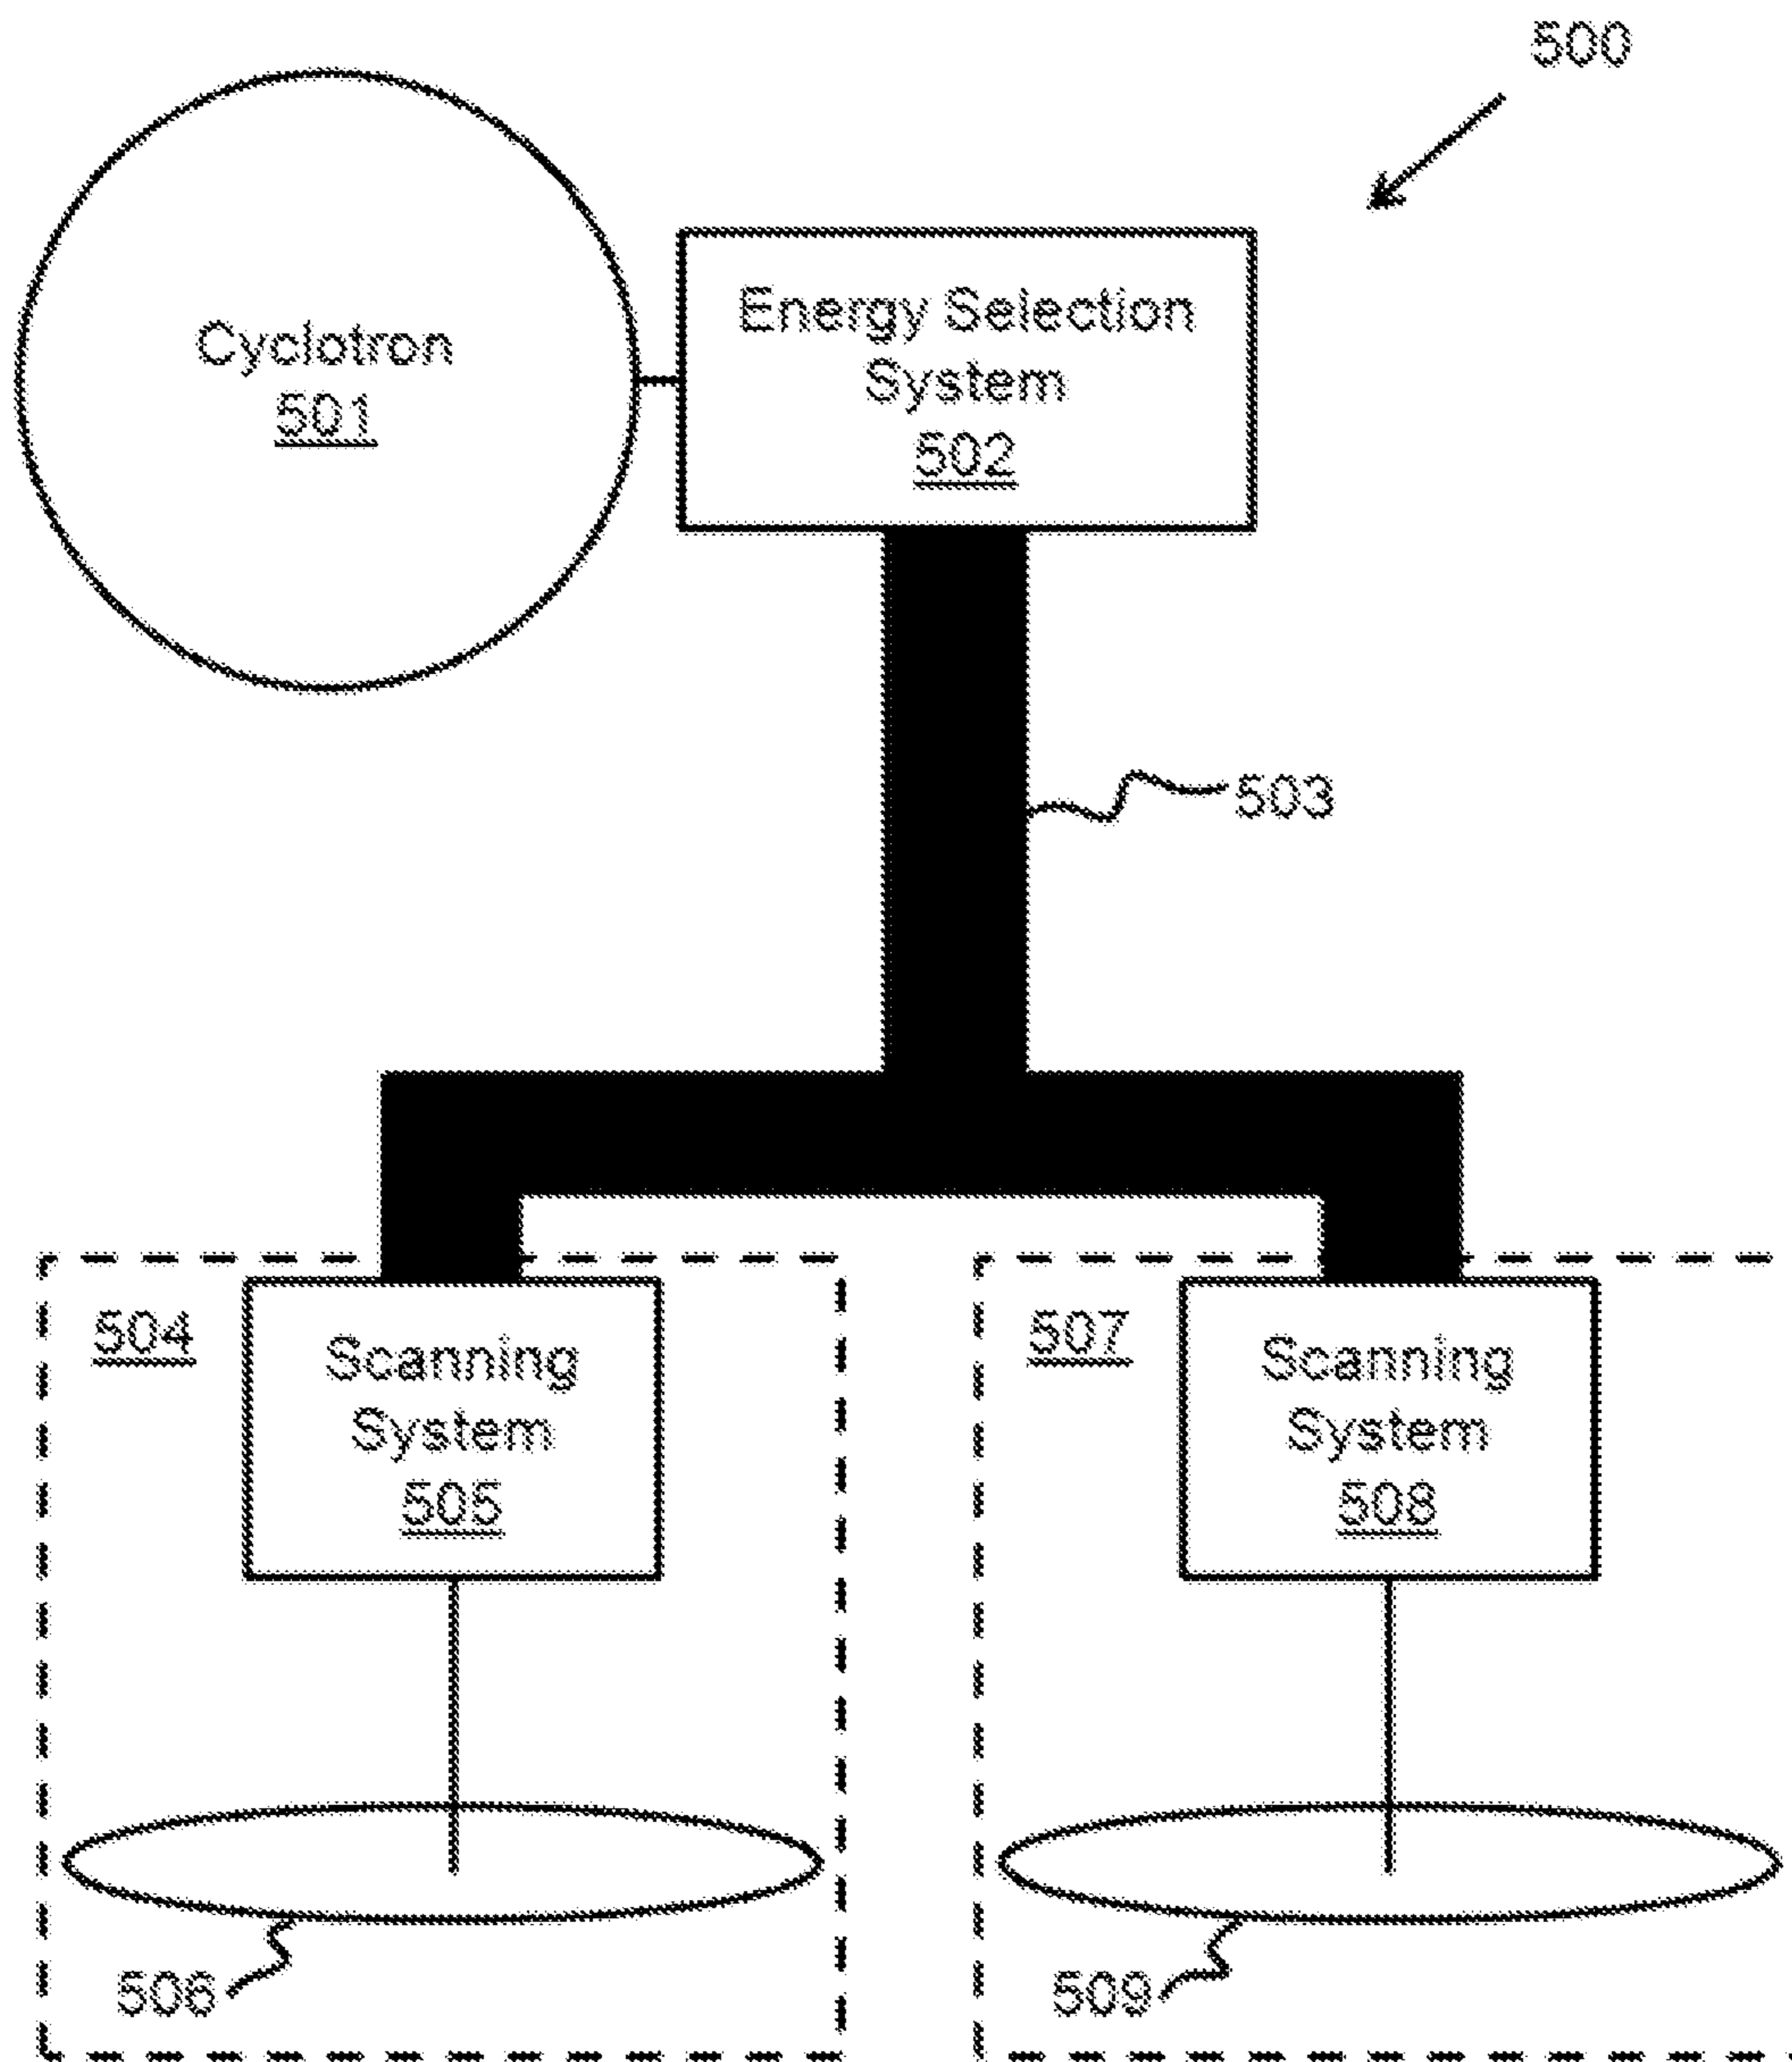 500
Cyclotron
501
Energy Selection
System
502
503
504
Scanning
System
505
507
Scanning
System
508
506
509